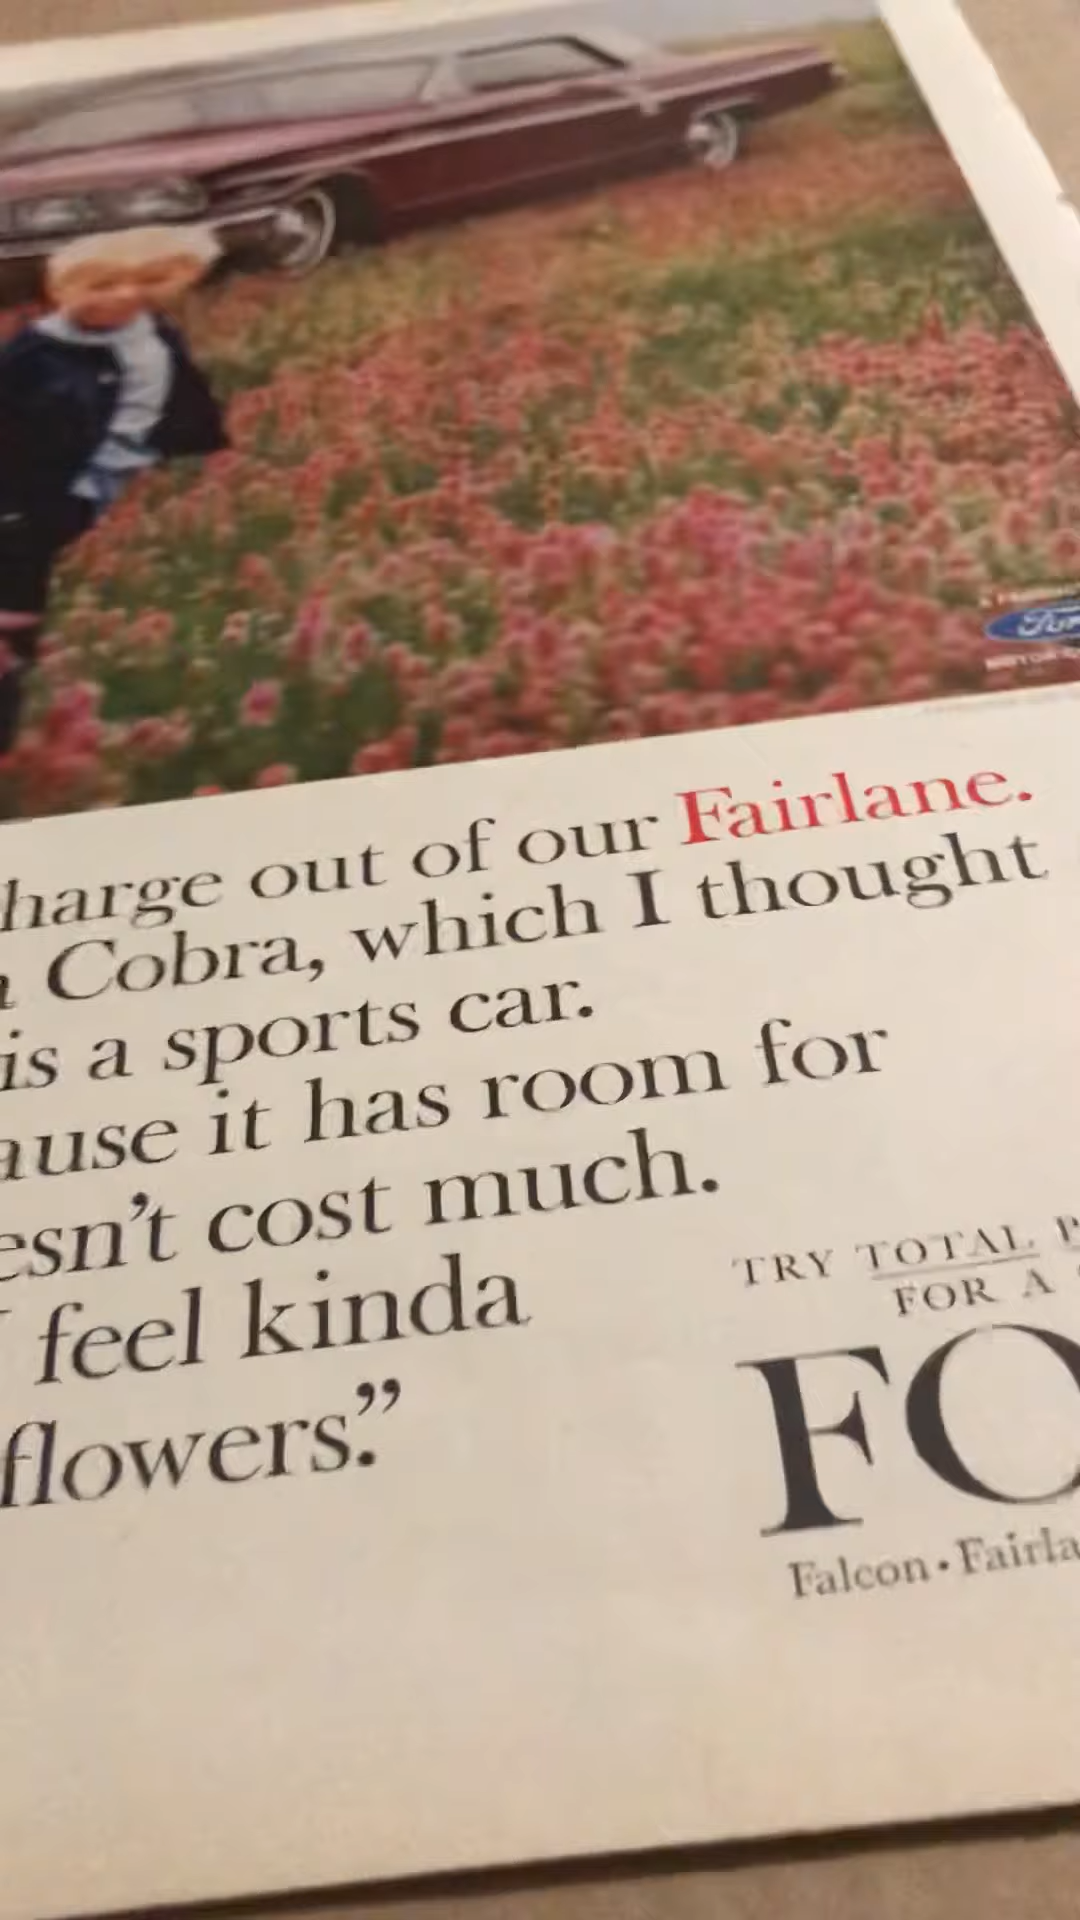 Ford
harge out of our Fairlane.
Cobra, which I thought
is a sports car.
ause it has room for
esn't cost much.
feel kinda
flowers."
TRY TOTAL P
FOR A
FO
Falcon • Fairla